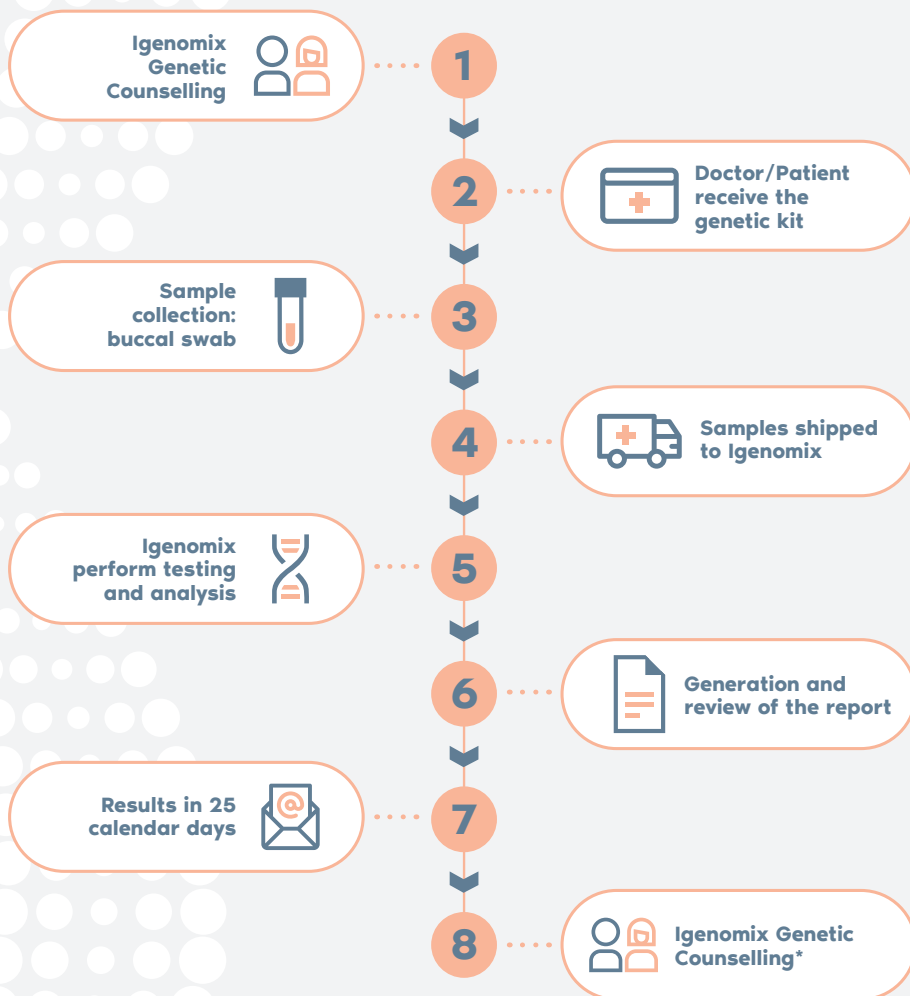 Igenomix
Genetic
Counselling
1
2
Doctor/Patient
receive the
genetic kit
Sample
collection:
buccal swab
3
4
Samples shipped
to Igenomix
Igenomix
perform testing
and analysis
5
6
Generation and
review of the report
Results in 25
calendar days
@
7
8
Igenomix Genetic
Counselling*